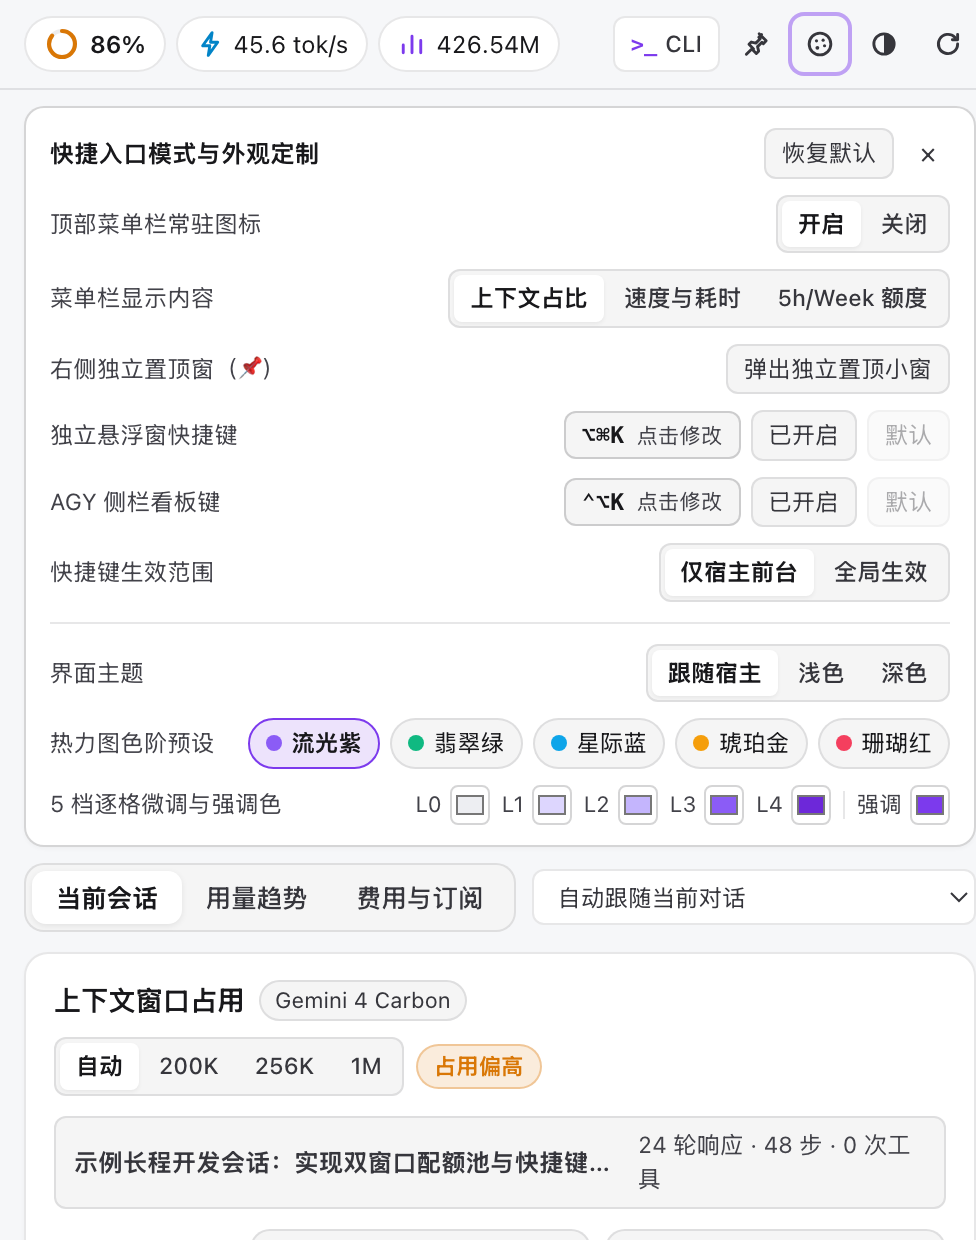 86% 45.6 tok/s 426.54M >_ CLI
快捷入口模式与外观定制 恢复默认 ×
顶部菜单栏常驻图标 开启 关闭
菜单栏显示内容 上下文占比 速度与耗时 5h/Week 额度
右侧独立置顶窗（📌） 弹出独立置顶小窗
独立悬浮窗快捷键 ⌥⌘K 点击修改 已开启 默认
AGY 侧栏看板键 ^⌥K 点击修改 已开启 默认
快捷键生效范围 仅宿主前台 全局生效
界面主题 跟随宿主 浅色 深色
热力图色阶预设 流光紫 翡翠绿 星际蓝 琥珀金 珊瑚红
5 档逐格微调与强调色 L0 L1 L2 L3 L4 强调
当前会话 用量趋势 费用与订阅 自动跟随当前对话
上下文窗口占用 Gemini 4 Carbon
自动 200K 256K 1M 占用偏高
示例长程开发会话：实现双窗口配额池与快捷键... 24 轮响应 · 48 步 · 0 次工
具